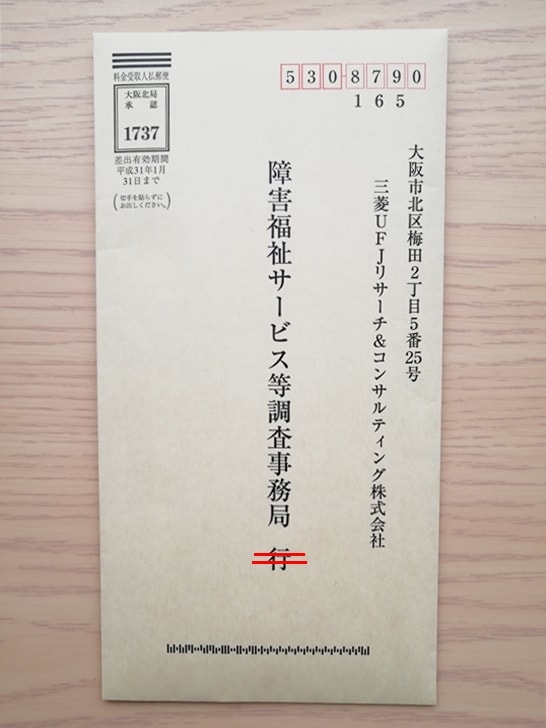 料金受取人払郵便
大阪北局
承認
1737
差出有効期間
平成31年1月
31日まで
(切手を貼らずに
お出しください。)
5308790
165
大阪市北区梅田2丁目5番25号
三菱UFJリサーチ&コンサルティング株式会社
障害福祉サービス等調査事務局 行